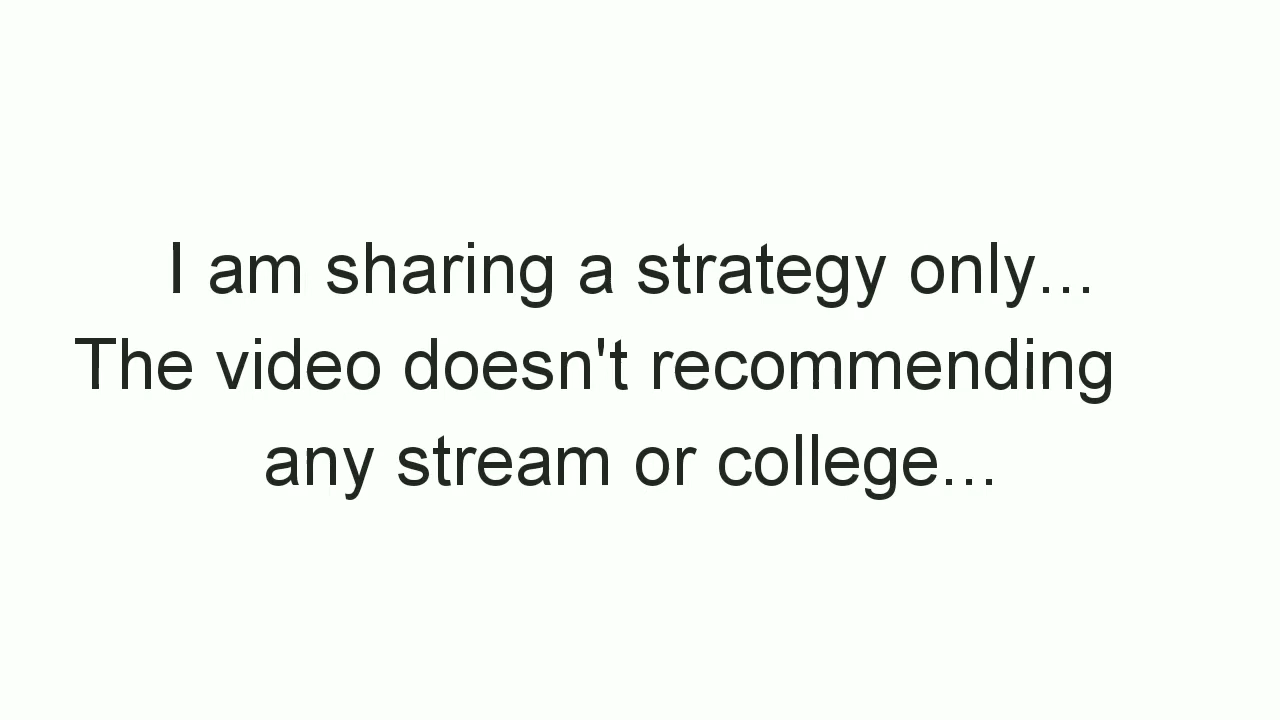 I am sharing a strategy only...
The video doesn't recommending
any stream or college...